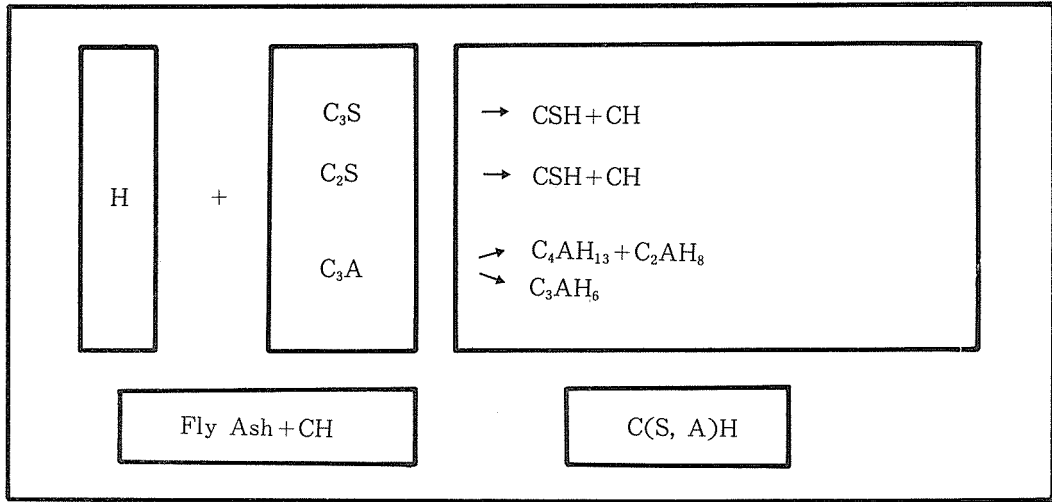 C₃S → CSH+CH
C₂S → CSH+CH
H +
C₃A ↗ C₄AH₁₃+C₂AH₈
↘ C₃AH₆
Fly Ash+CH C(S, A)H